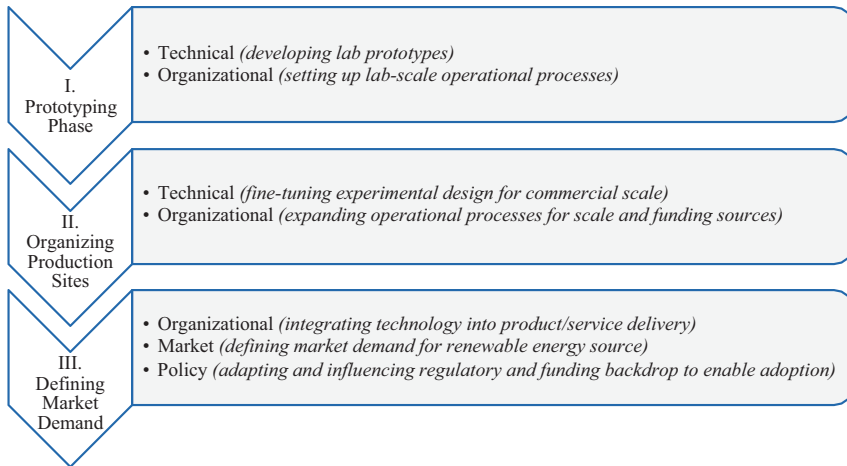 I.
Prototyping
Phase
• Technical (developing lab prototypes)
• Organizational (setting up lab-scale operational processes)
II.
Organizing
Production
Sites
• Technical (fine-tuning experimental design for commercial scale)
• Organizational (expanding operational processes for scale and funding sources)
III.
Defining
Market
Demand
• Organizational (integrating technology into product/service delivery)
• Market (defining market demand for renewable energy source)
• Policy (adapting and influencing regulatory and funding backdrop to enable adoption)